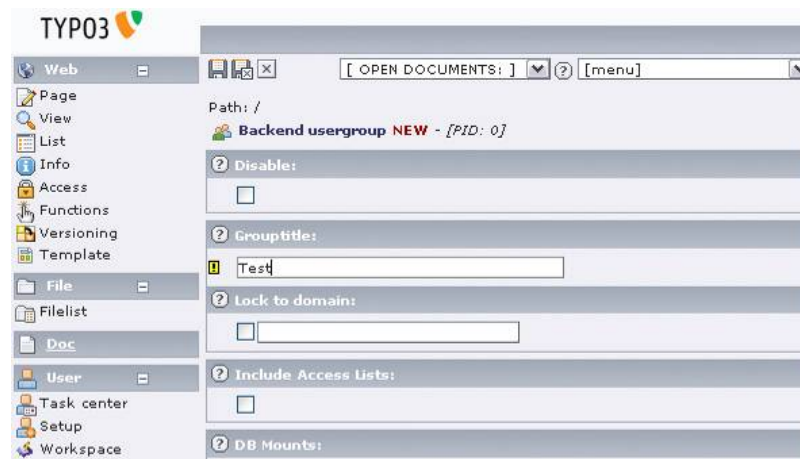 TYPO3
Web
Page
View
List
Info
Access
Functions
Versioning
Template
File
Filelist
Doc
User
Task center
Setup
Workspace
[ OPEN DOCUMENTS: ] [menu]
Path: /
Backend usergroup NEW - [PID: 0]
Disable:
Grouptitle:
Test
Lock to domain:
Include Access Lists:
DB Mounts: